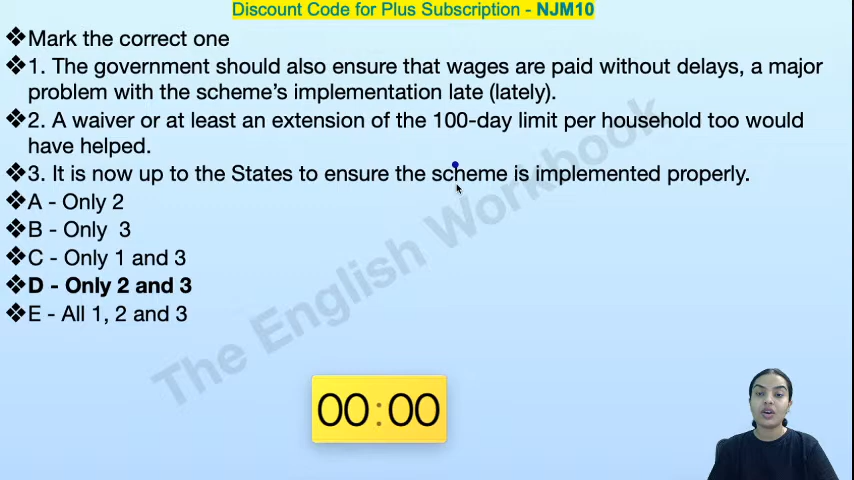 Discount Code for Plus Subscription - NJM10
❖Mark the correct one
❖1. The government should also ensure that wages are paid without delays, a major
problem with the scheme’s implementation late (lately).
❖2. A waiver or at least an extension of the 100-day limit per household too would
have helped.
❖3. It is now up to the States to ensure the scheme is implemented properly.
❖A - Only 2
❖B - Only 3
❖C - Only 1 and 3
❖D - Only 2 and 3
❖E - All 1, 2 and 3
The English Workbook
00:00